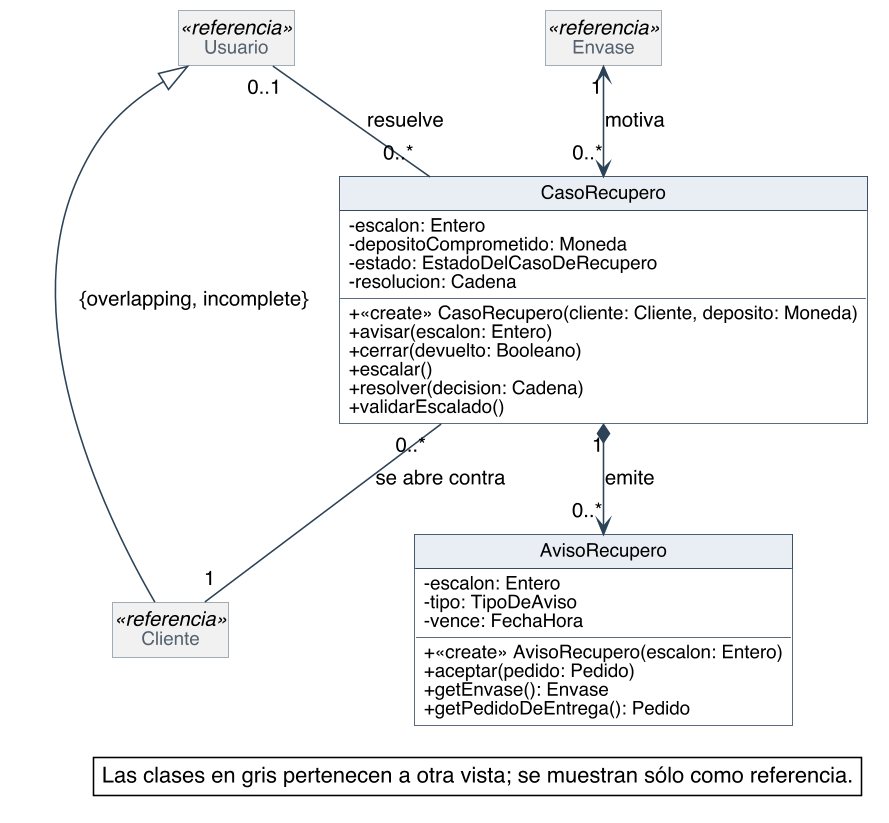 «referencia»
Usuario
«referencia»
Envase
0..1
1
resuelve
motiva
0..*
0..*
CasoRecupero
-escalon: Entero
-depositoComprometido: Moneda
-estado: EstadoDelCasoDeRecupero
-resolucion: Cadena
{overlapping, incomplete}
+«create» CasoRecupero(cliente: Cliente, deposito: Moneda)
+avisar(escalon: Entero)
+cerrar(devuelto: Booleano)
+escalar()
+resolver(decision: Cadena)
+validarEscalado()
0..*
1
se abre contra
emite
0..*
1
AvisoRecupero
-escalon: Entero
-tipo: TipoDeAviso
-vence: FechaHora
«referencia»
Cliente
+«create» AvisoRecupero(escalon: Entero)
+aceptar(pedido: Pedido)
+getEnvase(): Envase
+getPedidoDeEntrega(): Pedido
Las clases en gris pertenecen a otra vista; se muestran sólo como referencia.